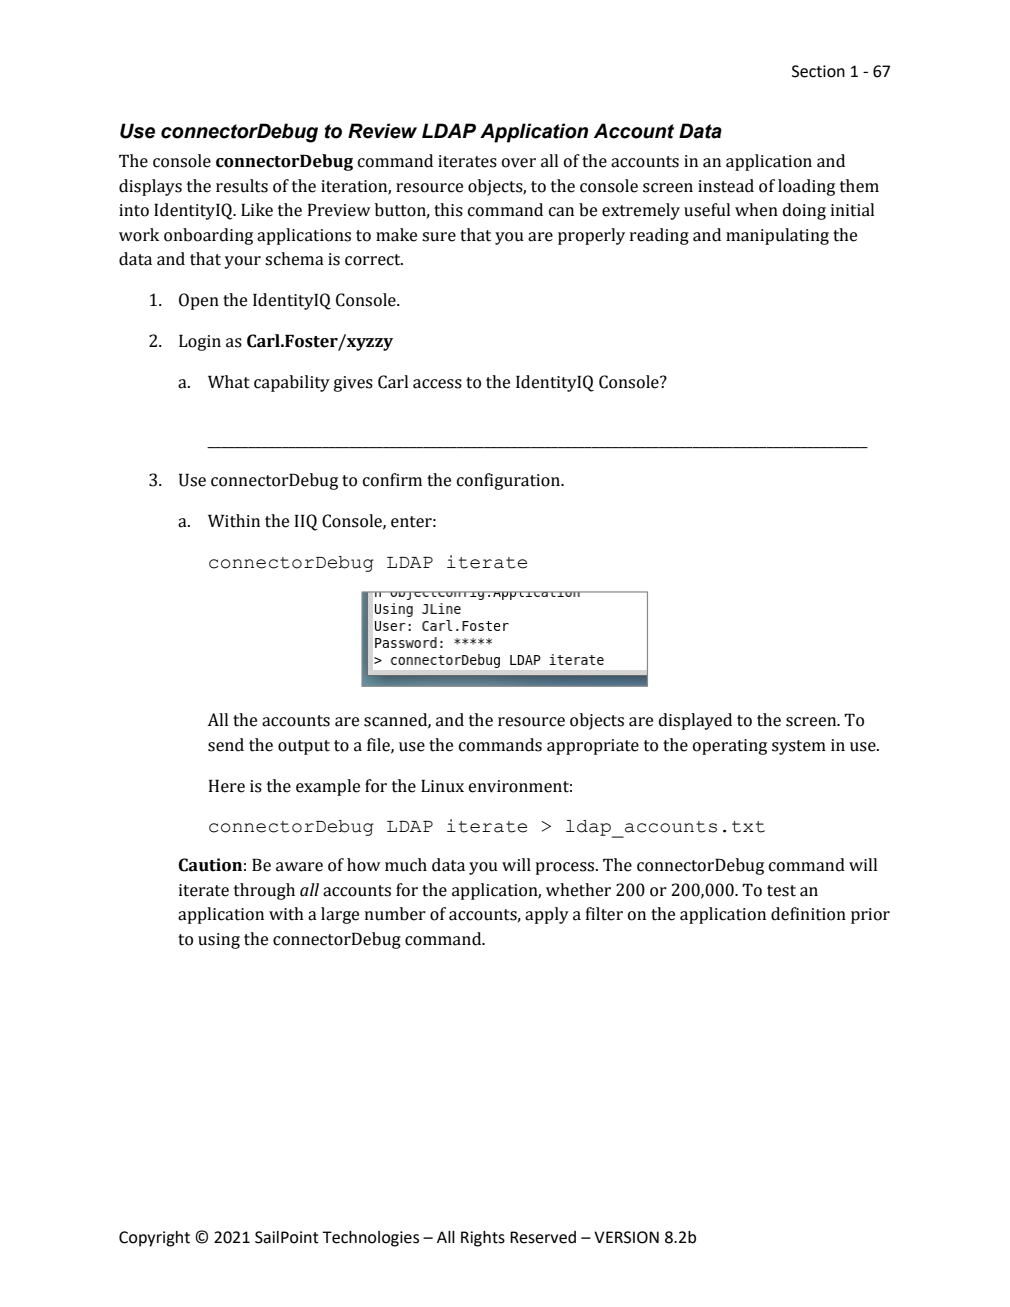 Section 1 - 67
Use connectorDebug to Review LDAP Application Account Data
The console connectorDebug command iterates over all of the accounts in an application and
displays the results of the iteration, resource objects, to the console screen instead of loading them
into IdentityIQ. Like the Preview button, this command can be extremely useful when doing initial
work onboarding applications to make sure that you are properly reading and manipulating the
data and that your schema is correct.
1. Open the IdentityIQ Console.
2. Login as Carl.Foster/xyzzy
a. What capability gives Carl access to the IdentityIQ Console?
3. Use connectorDebug to confirm the configuration.
a. Within the IIQ Console, enter:
connectorDebug LDAP iterate
n ObjectConfig:Application
Using JLine
User: Carl.Foster
Password: *****
> connectorDebug LDAP iterate
All the accounts are scanned, and the resource objects are displayed to the screen. To
send the output to a file, use the commands appropriate to the operating system in use.
Here is the example for the Linux environment:
connectorDebug LDAP iterate > ldap_accounts.txt
Caution: Be aware of how much data you will process. The connectorDebug command will
iterate through all accounts for the application, whether 200 or 200,000. To test an
application with a large number of accounts, apply a filter on the application definition prior
to using the connectorDebug command.
Copyright © 2021 SailPoint Technologies – All Rights Reserved – VERSION 8.2b